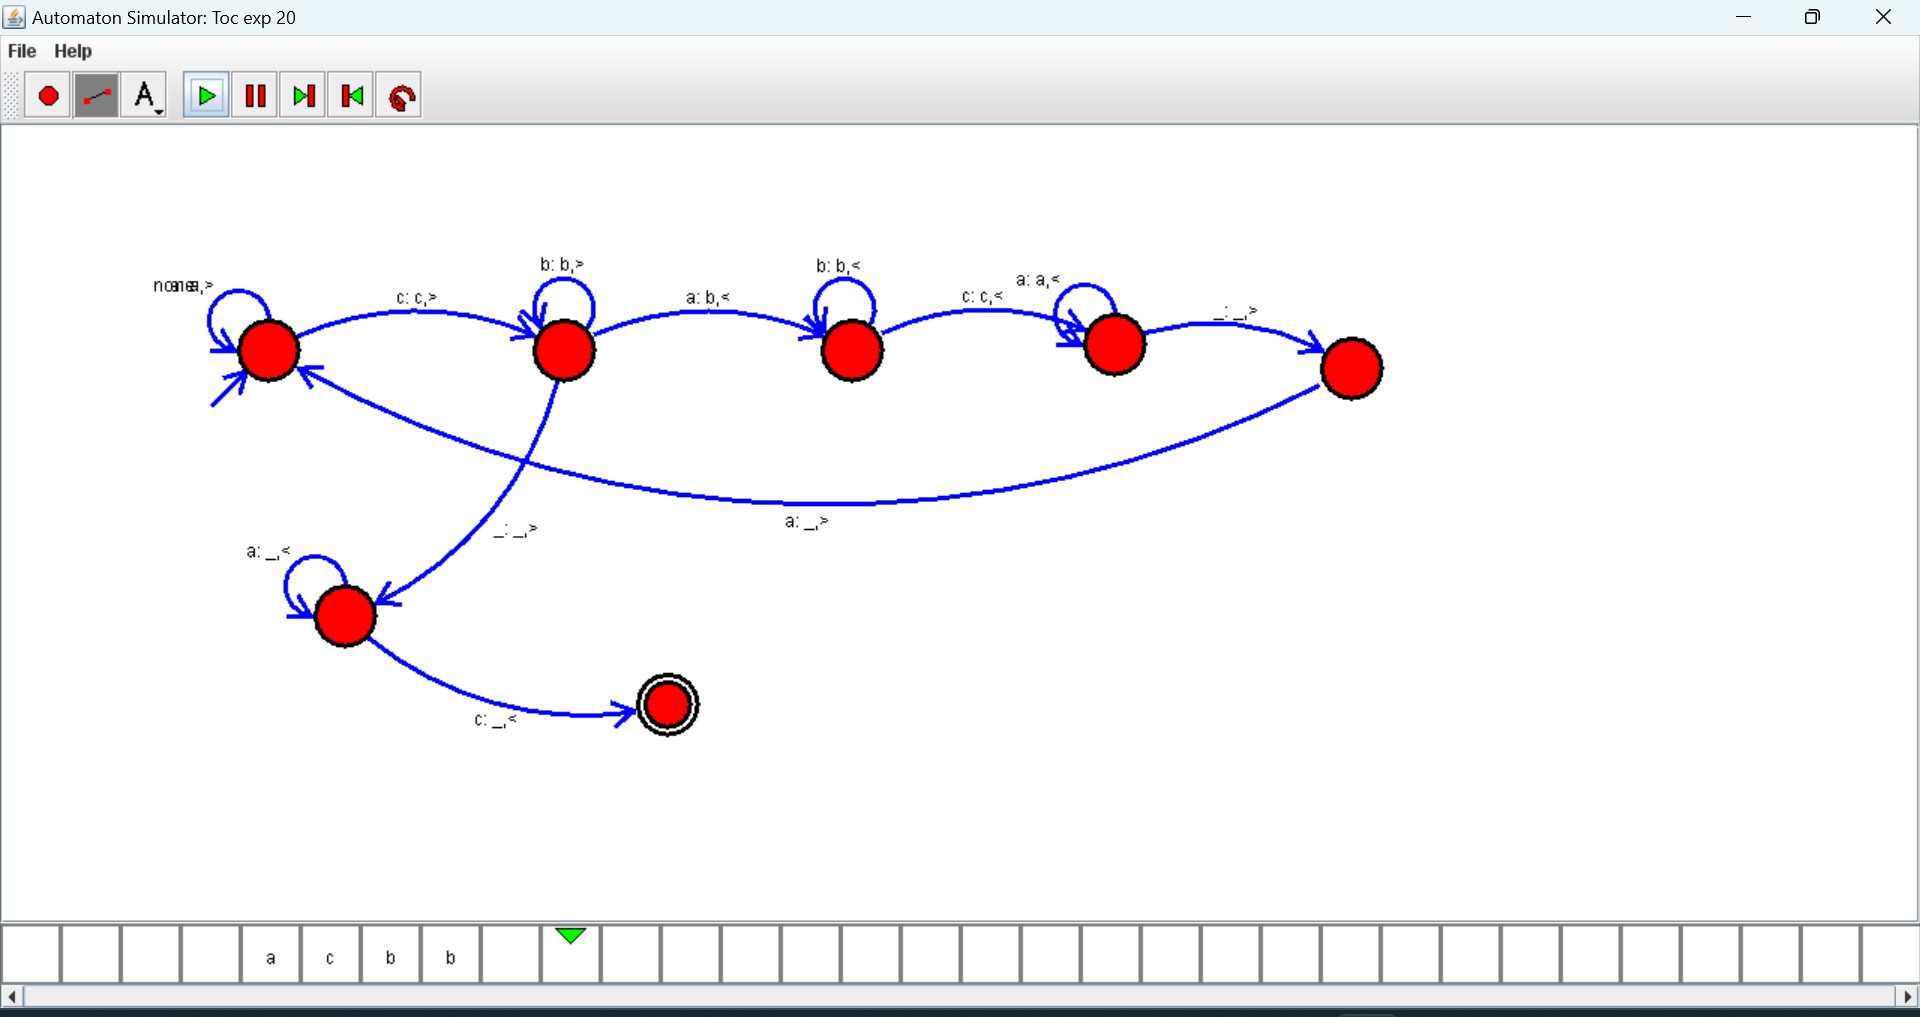 Automaton Simulator: Toc exp 20
File Help
A
b: b,> b: b,<
a: a,<
c: c,> a: b,< c: c,< _: _,>
a: _,>
_: _,>
a: _,<
c: _,<
a c b b